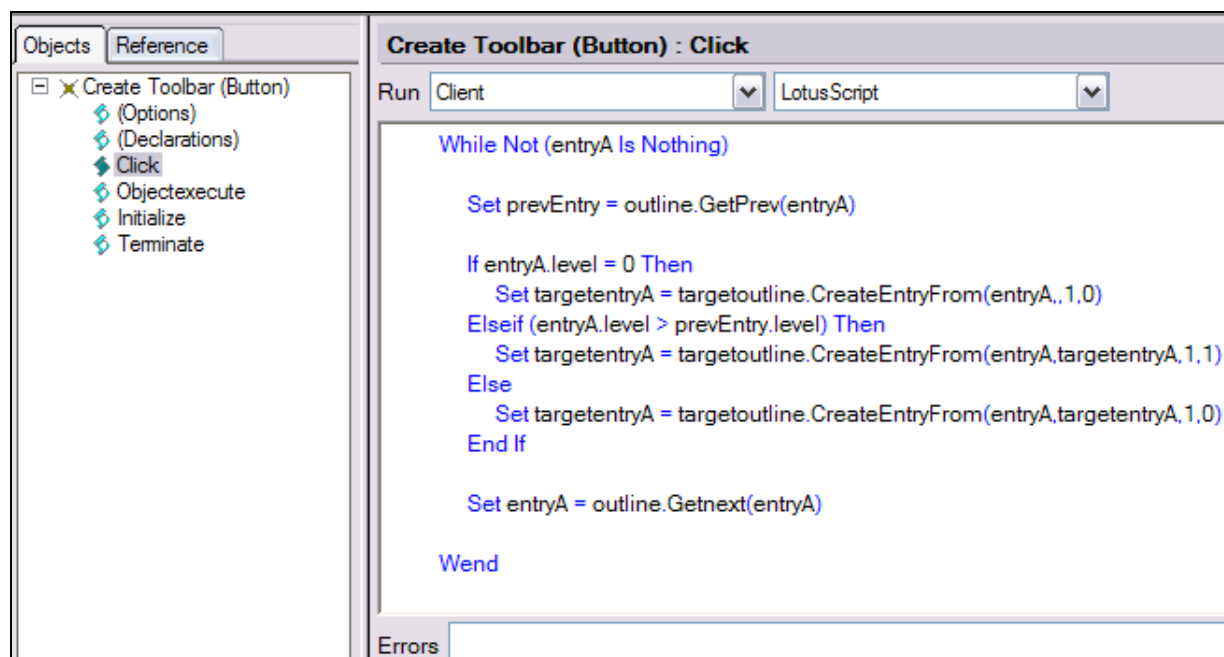 Objects Reference
Create Toolbar (Button)
(Options)
(Declarations)
Click
Objectexecute
Initialize
Terminate
Create Toolbar (Button) : Click
Run Client LotusScript
While Not (entryA Is Nothing)
Set prevEntry = outline.GetPrev(entryA)
If entryA.level = 0 Then
Set targetentryA = targetoutline.CreateEntryFrom(entryA,,1,0)
Elseif (entryA.level > prevEntry.level) Then
Set targetentryA = targetoutline.CreateEntryFrom(entryA,targetentryA,1,1)
Else
Set targetentryA = targetoutline.CreateEntryFrom(entryA,targetentryA,1,0)
End If
Set entryA = outline.Getnext(entryA)
Wend
Errors